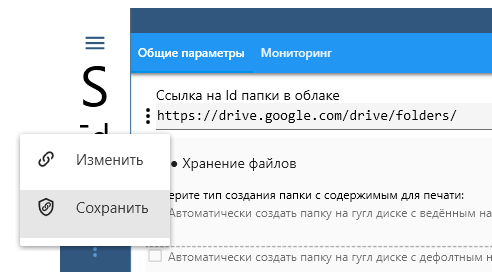 Общие параметры Мониторинг
S
Ссылка на Id папки в облаке
https://drive.google.com/drive/folders/
Изменить
• Хранение файлов
ерите тип создания папки с содержимым для печати:
Сохранить
Автоматически создать папку на гугл диске с ведённым на
Автоматически создать папку на гугл диске с дефолтным н